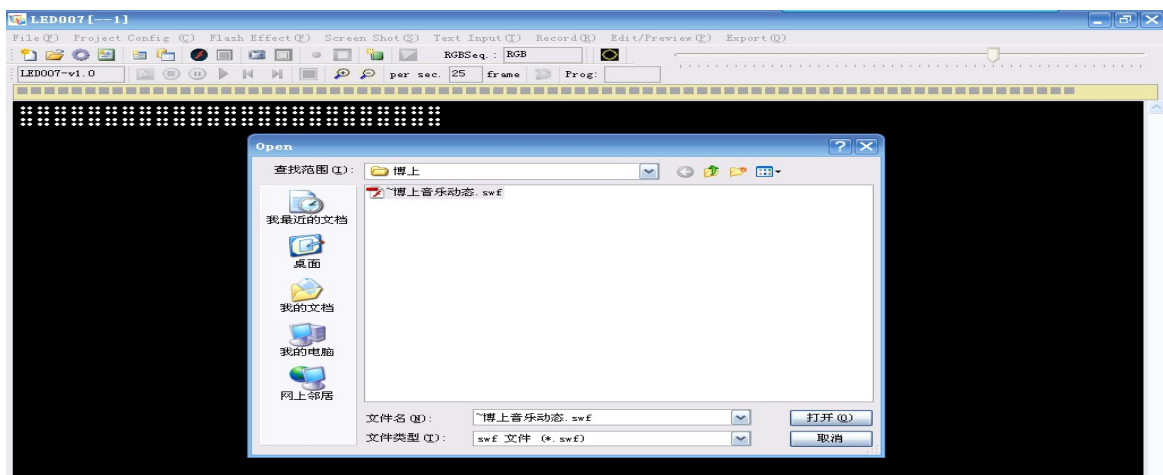 LED007[--1]
File(F) Project Config (C) Flash Effect(F) Screen Shot(S) Text Input(T) Record(R) Edit/Preview(P) Export(O)
RGBSeq.: RGB
LED007-v1.0 per sec. 25 frame Prog:
Open
查找范围(I): 博上
~博上音乐动态.swf
我最近的文档
桌面
我的文档
我的电脑
网上邻居
文件名(N): ~博上音乐动态.swf 打开(O)
文件类型(T): swf 文件 (*.swf) 取消